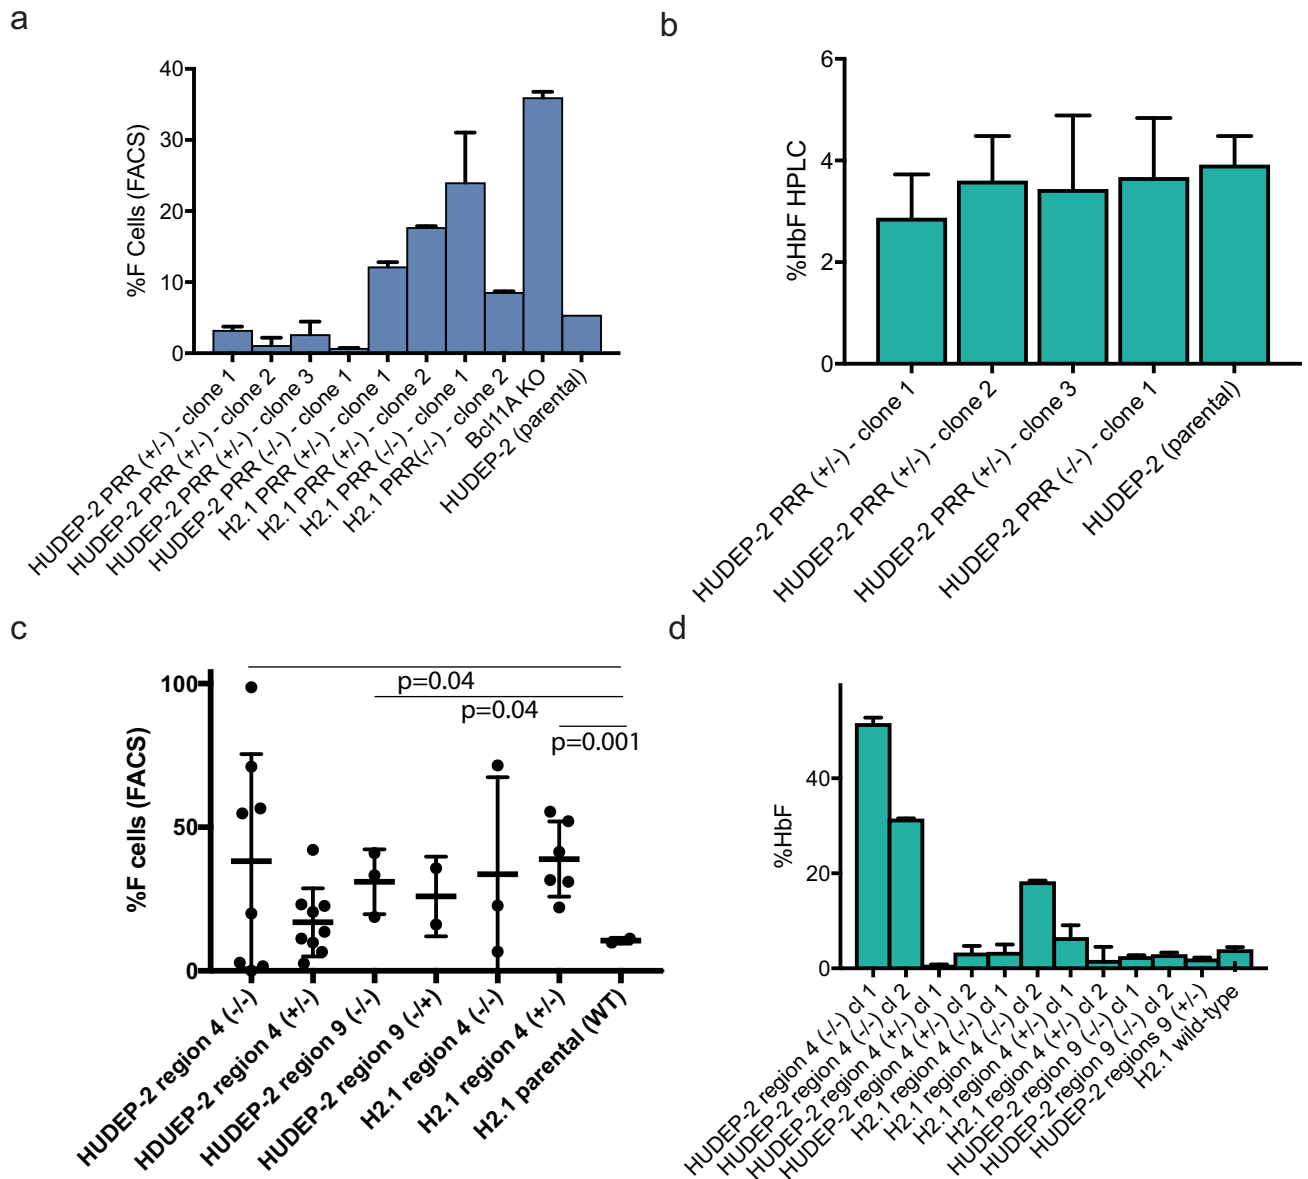 a
40
30
20
10
0
%F Cells (FACS)
HUDEP-2 PRR (+/-) - clone 1
HUDEP-2 PRR (+/-) - clone 2
HUDEP-2 PRR (+/-) - clone 3
HUDEP-2 PRR (-/-) - clone 1
H2.1 PRR (+/-) - clone 1
H2.1 PRR (+/-) - clone 2
H2.1 PRR (-/-) - clone 1
H2.1 PRR(-/-) - clone 2
Bcl11A KO
HUDEP-2 (parental)
b
6
4
2
0
%HbF HPLC
HUDEP-2 PRR (+/-) - clone 1
HUDEP-2 PRR (+/-) - clone 2
HUDEP-2 PRR (+/-) - clone 3
HUDEP-2 PRR (-/-) - clone 1
HUDEP-2 (parental)
c
100
50
0
%F cells (FACS)
p=0.04
p=0.04
p=0.001
HUDEP-2 region 4 (-/-)
HDUEP-2 region 4 (+/-)
HUDEP-2 region 9 (-/-)
HUDEP-2 region 9 (-/+)
H2.1 region 4 (-/-)
H2.1 region 4 (+/-)
H2.1 parental (WT)
d
40
20
0
%HbF
HUDEP-2 region 4 (-/-) cl 1
HUDEP-2 region 4 (-/-) cl 2
HUDEP-2 region 4 (+/-) cl 1
HUDEP-2 region 4 (+/-) cl 2
H2.1 region 4 (-/-) cl 1
H2.1 region 4 (-/-) cl 2
H2.1 region 4 (+/-) cl 1
H2.1 region 4 (+/-) cl 2
HUDEP-2 region 9 (-/-) cl 1
HUDEP-2 region 9 (-/-) cl 2
HUDEP-2 regions 9 (+/-)
H2.1 wild-type